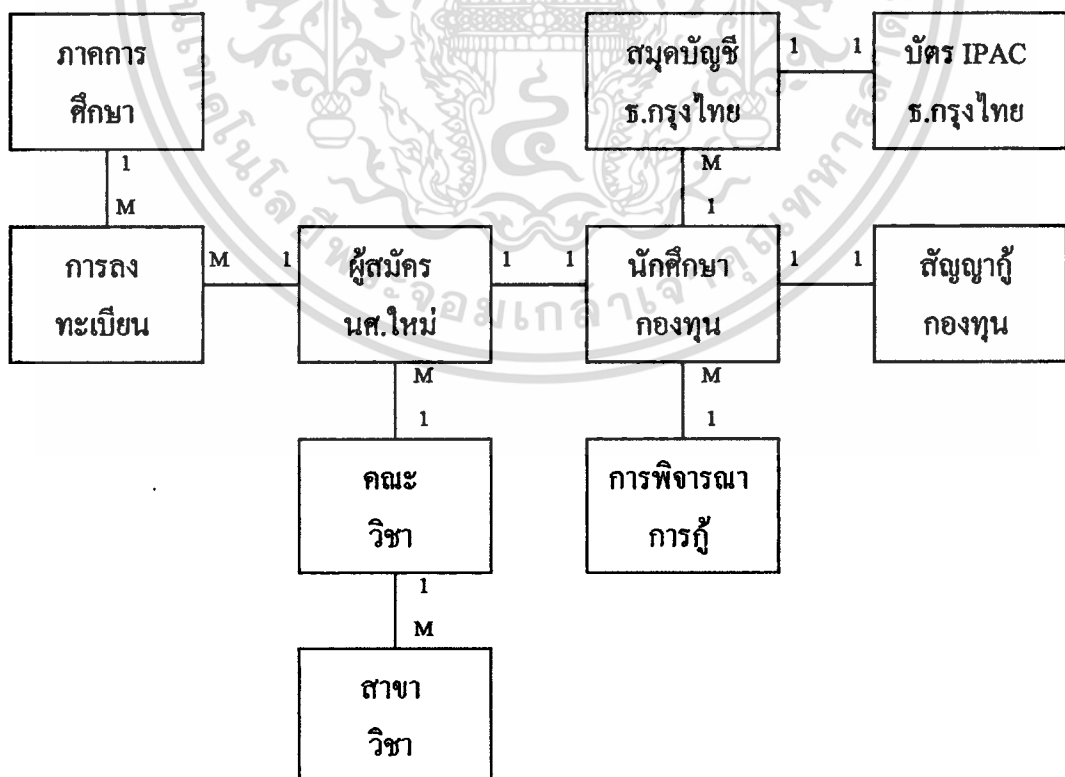 ภาคการ
ศึกษา
สมุดบัญชี
ธ.กรุงไทย
1 1
บัตร IPAC
ธ.กรุงไทย
1
M
M
1
การลง
ทะเบียน
M 1
ผู้สมัคร
นศ.ใหม่
1 1
นักศึกษา
กองทุน
1 1
สัญญากู้
กองทุน
M
1
M
1
คณะ
วิชา
การพิจารณา
การกู้
1
M
สาขา
วิชา